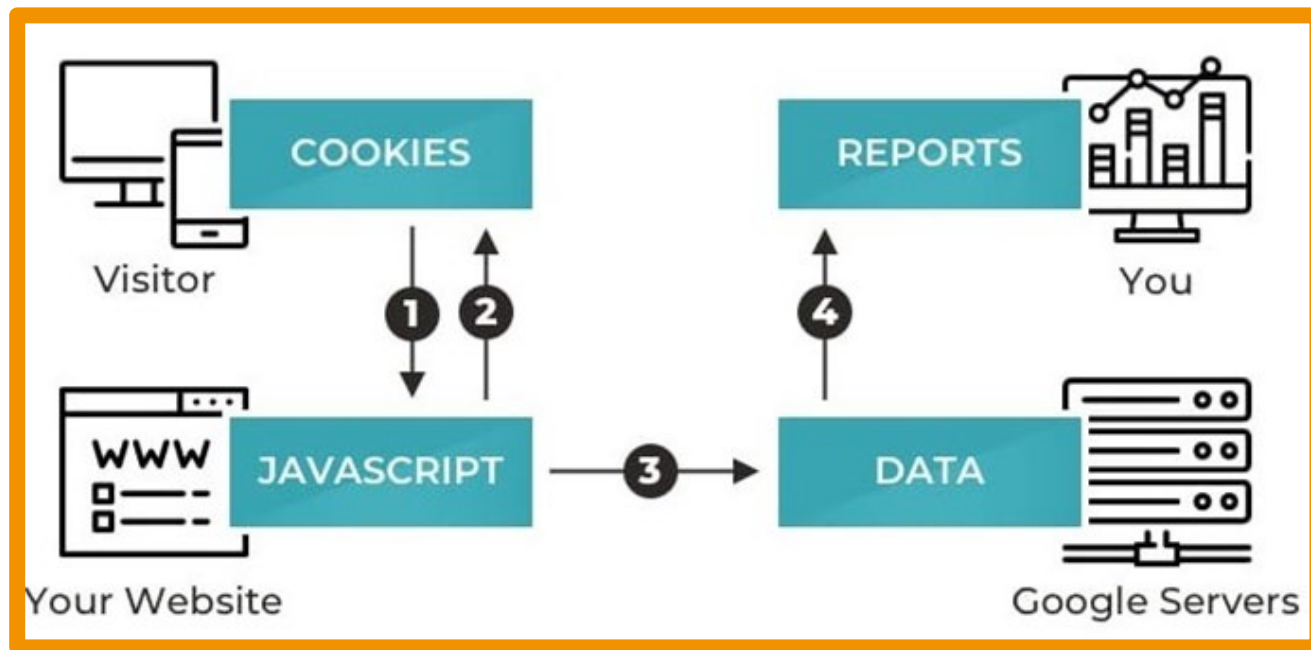 COOKIES
REPORTS
Visitor
You
1
2
4
WWW
JAVASCRIPT
3
DATA
Your Website
Google Servers